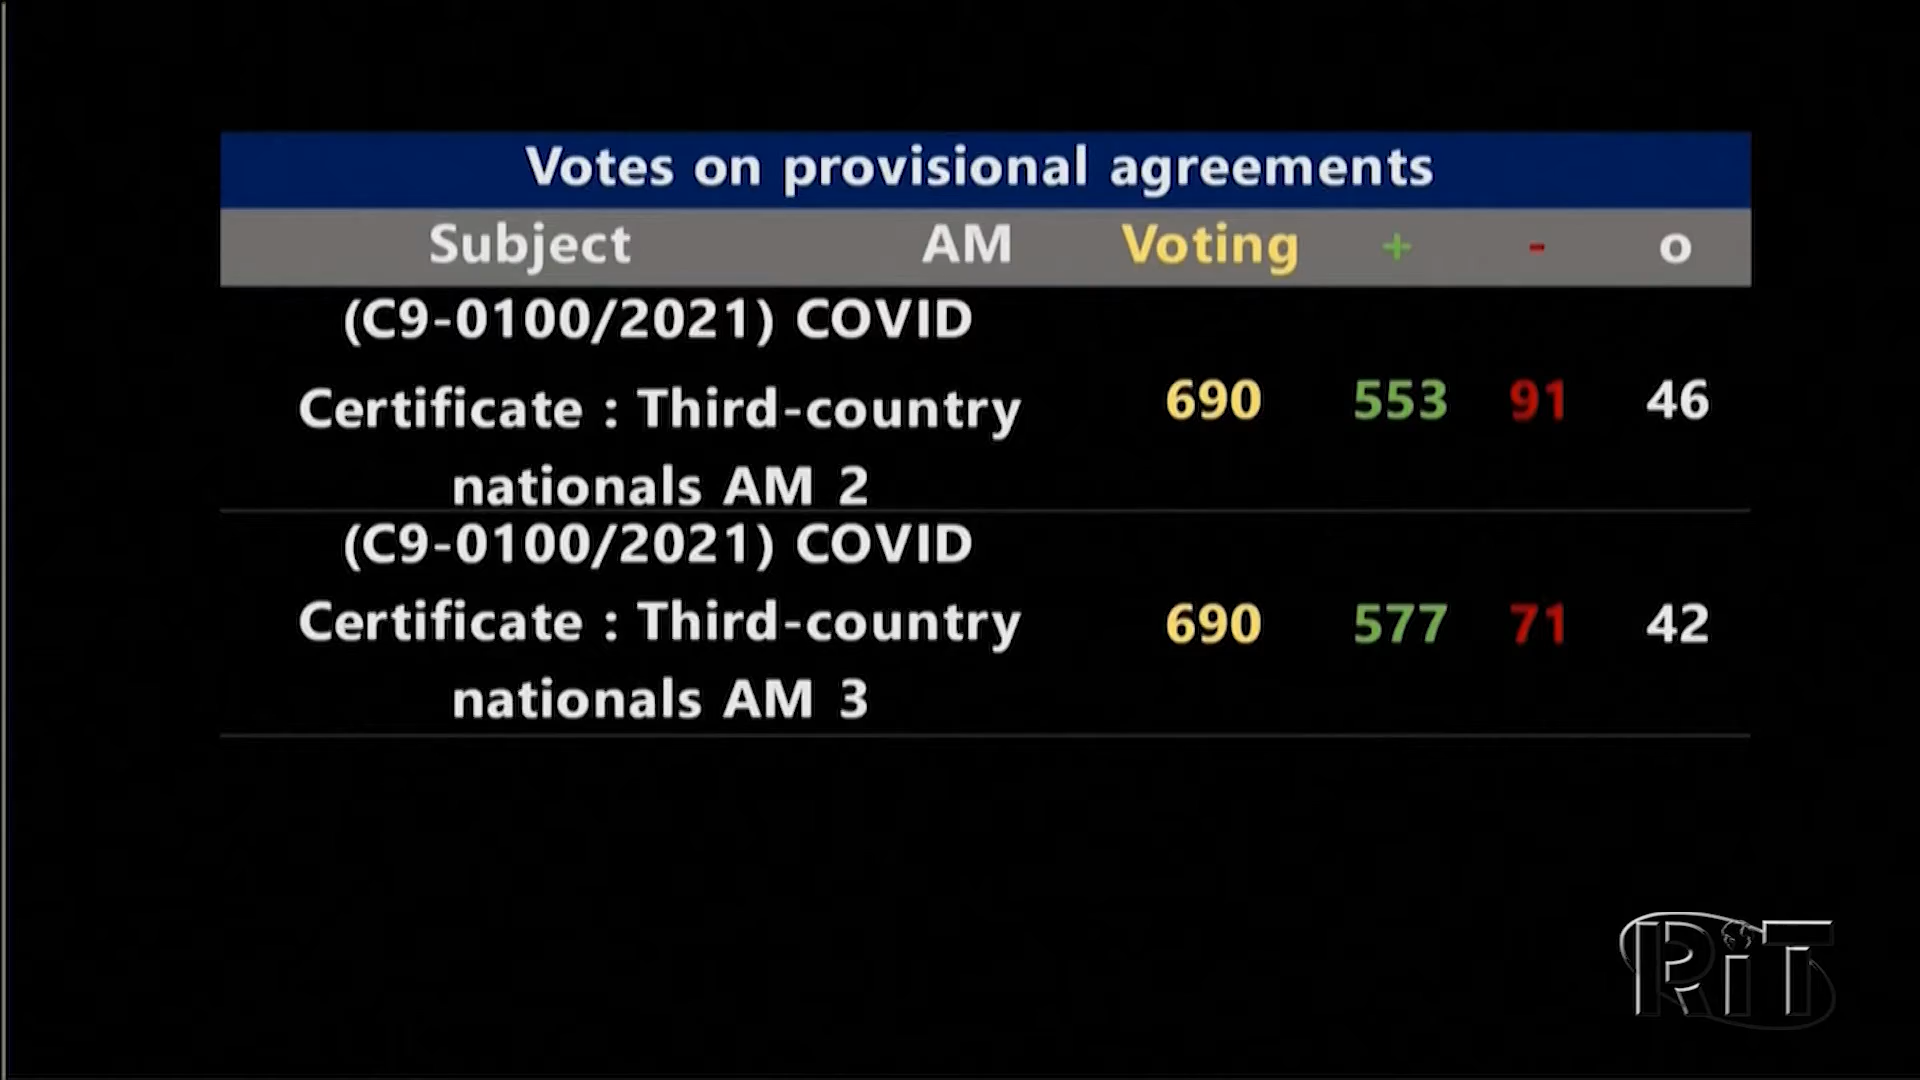 Votes on provisional agreements
Subject AM Voting + - o
(C9-0100/2021) COVID
Certificate : Third-country
nationals AM 2
690 553 91 46
(C9-0100/2021) COVID
Certificate : Third-country
nationals AM 3
690 577 71 42
RiT